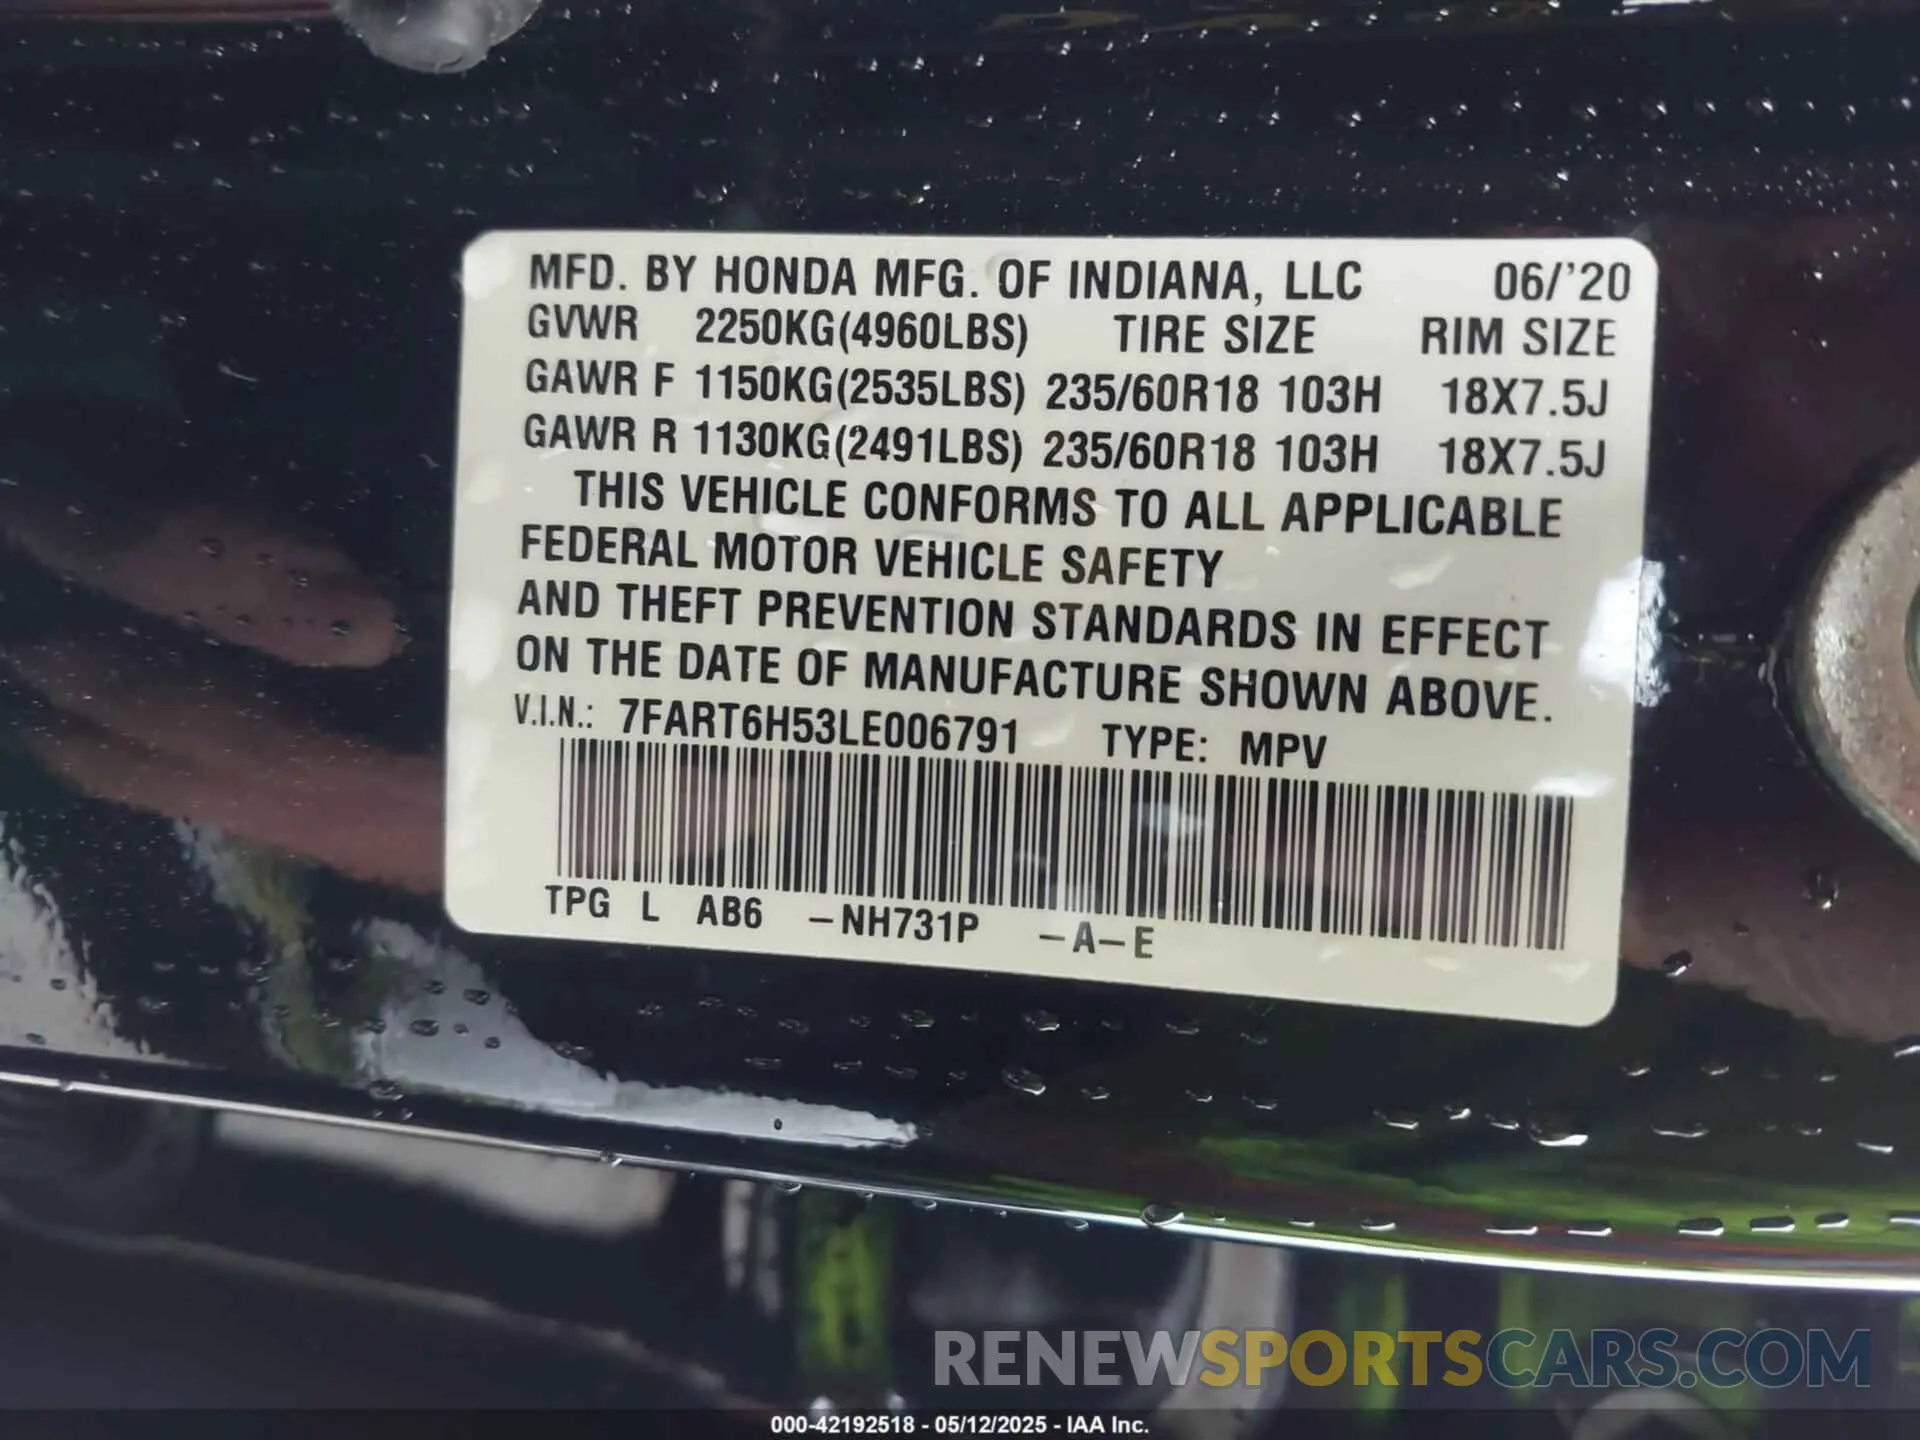 MFD. BY HONDA MFG. OF INDIANA, LLC 06/'20
GVWR 2250KG(4960LBS) TIRE SIZE RIM SIZE
GAWR F 1150KG(2535LBS) 235/60R18 103H 18X7.5J
GAWR R 1130KG(2491LBS) 235/60R18 103H 18X7.5J
THIS VEHICLE CONFORMS TO ALL APPLICABLE
FEDERAL MOTOR VEHICLE SAFETY
AND THEFT PREVENTION STANDARDS IN EFFECT
ON THE DATE OF MANUFACTURE SHOWN ABOVE.
V.I.N.: 7FART6H53LE006791 TYPE: MPV
TPG L AB6 -NH731P -A-E
RENEWSPORTSCARS.COM
000-42192518 - 05/12/2025 - IAA Inc.